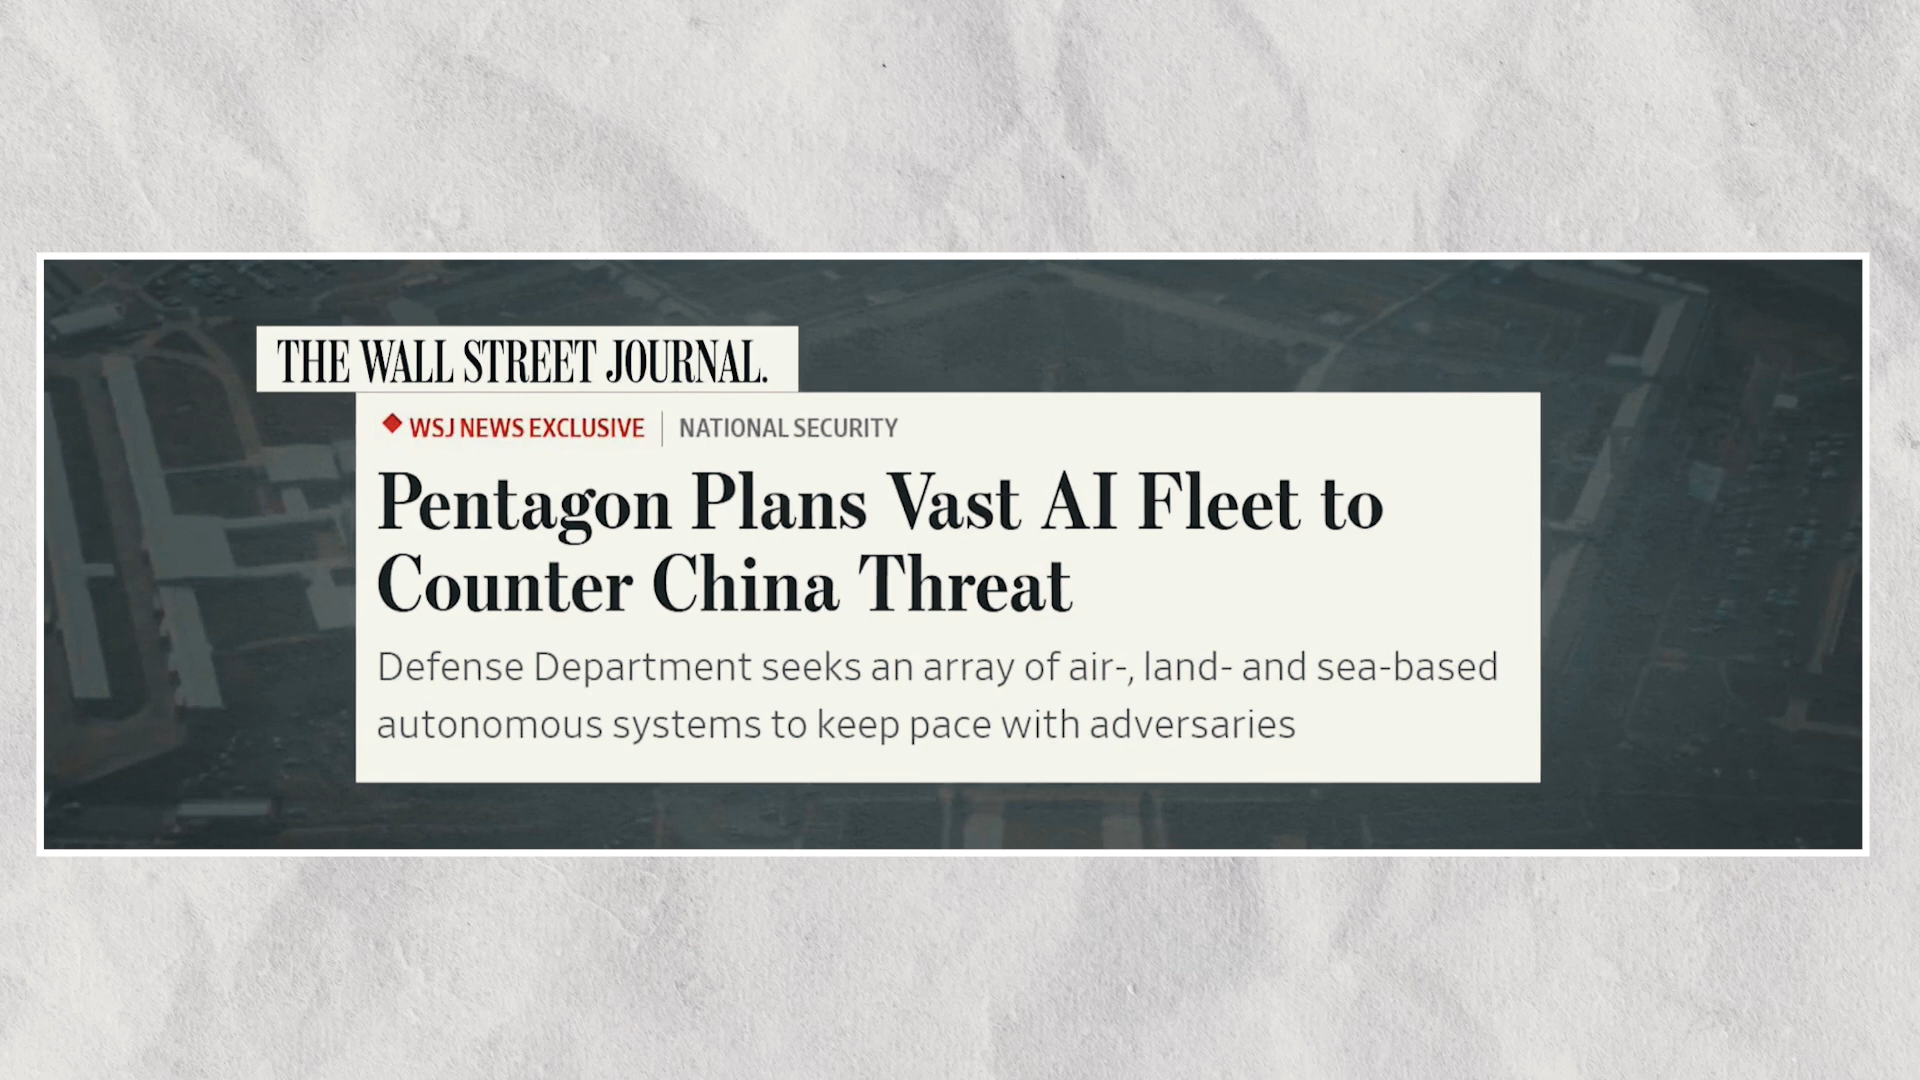 THE WALL STREET JOURNAL.
WSJ NEWS EXCLUSIVE | NATIONAL SECURITY
Pentagon Plans Vast AI Fleet to
Counter China Threat
Defense Department seeks an array of air-, land- and sea-based
autonomous systems to keep pace with adversaries